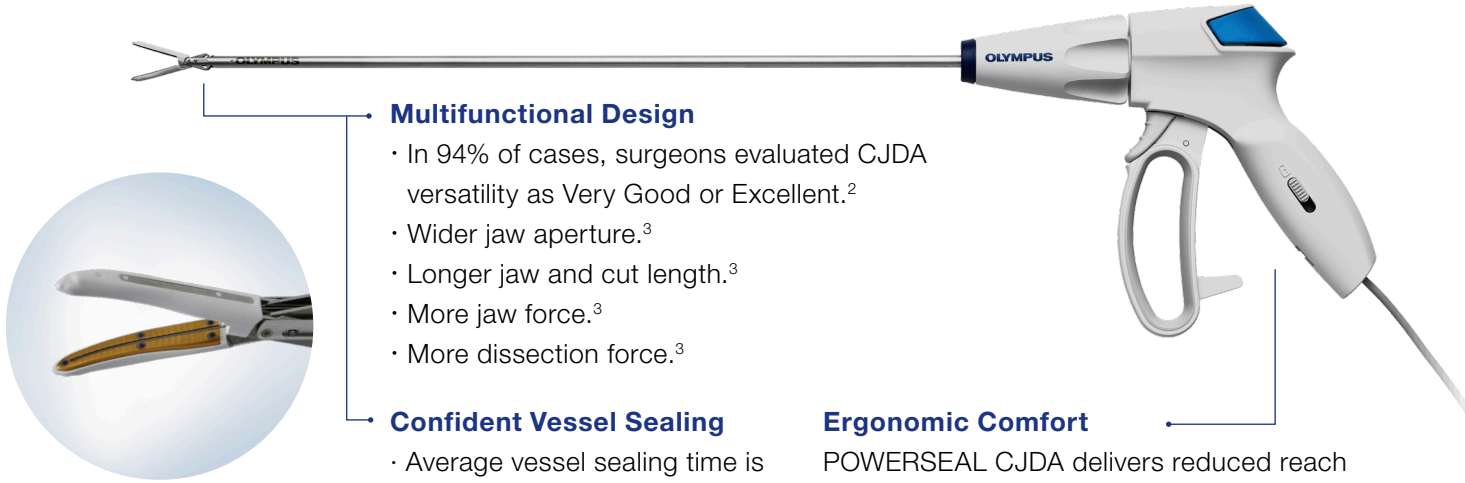 OLYMPUS
OLYMPUS
Multifunctional Design
· In 94% of cases, surgeons evaluated CJDA
versatility as Very Good or Excellent.²
· Wider jaw aperture.³
· Longer jaw and cut length.³
· More jaw force.³
· More dissection force.³
Confident Vessel Sealing
· Average vessel sealing time is
Ergonomic Comfort
POWERSEAL CJDA delivers reduced reach